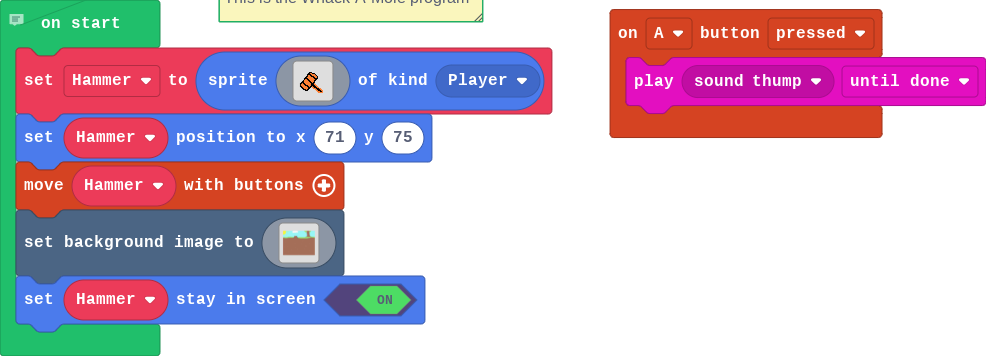 This is the Whack-A-Mole program
on start
set Hammer to sprite of kind Player
set Hammer position to x 71 y 75
move Hammer with buttons
set background image to
set Hammer stay in screen ON
on A button pressed
play sound thump until done